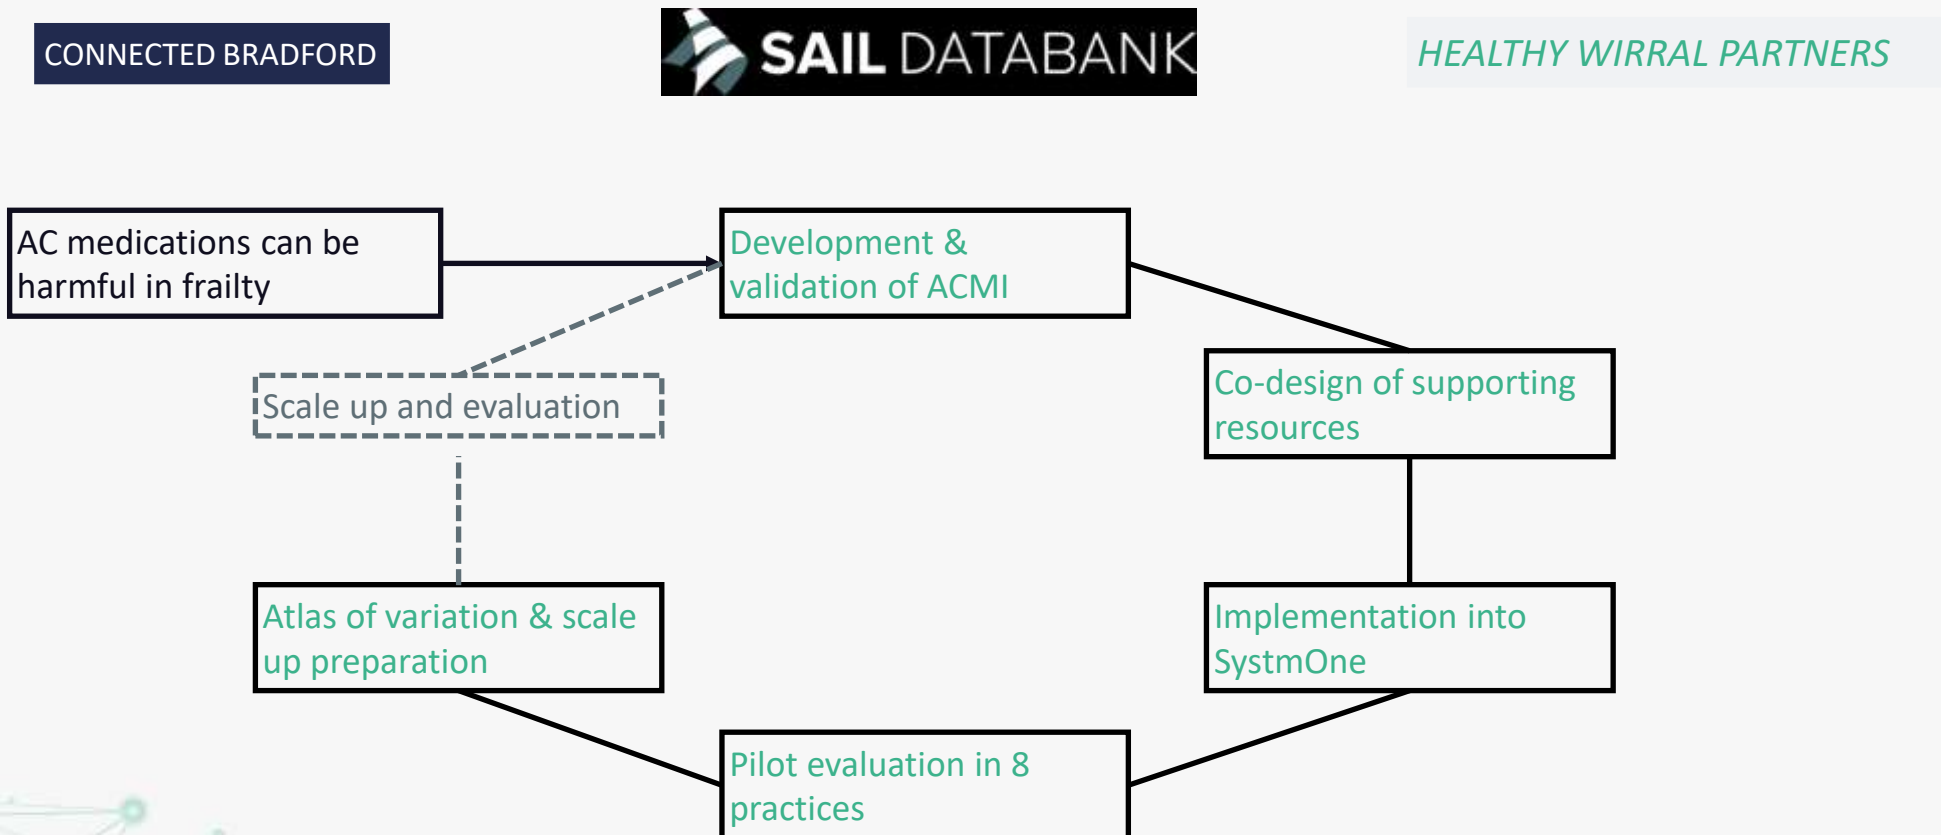 CONNECTED BRADFORD
SAIL DATABANK
HEALTHY WIRRAL PARTNERS
AC medications can be
harmful in frailty
Development &
validation of ACMI
Co-design of supporting
resources
Scale up and evaluation
Atlas of variation & scale
up preparation
Implementation into
SystmOne
Pilot evaluation in 8
practices